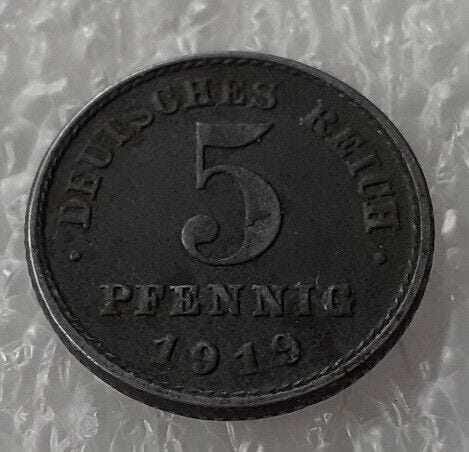 · DEUTSCHES REICH ·
5
PFENNIG
1919